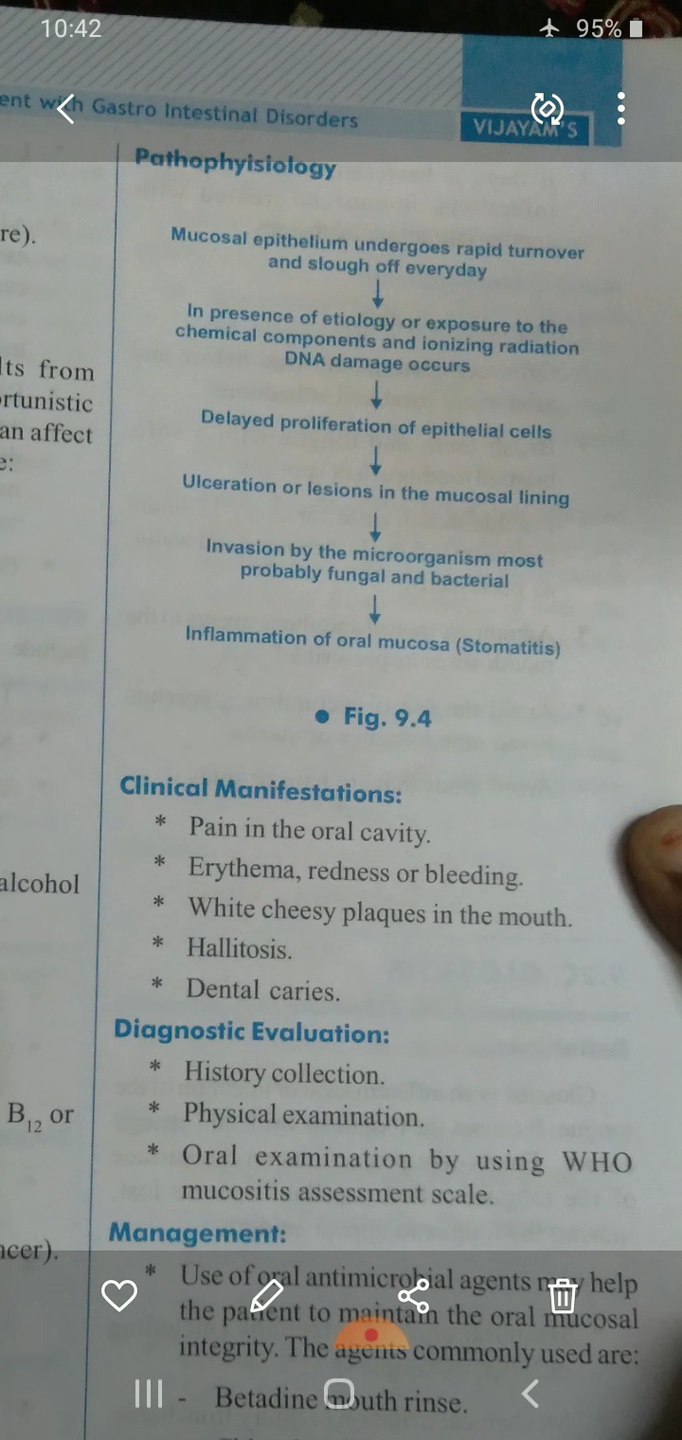 10:42
95%
ent with Gastro Intestinal Disorders
VIJAYAM'S
re).
lts from
rtunistic
an affect
e:
alcohol
B12 or
ncer).
Pathophyisiology
Mucosal epithelium undergoes rapid turnover
and slough off everyday
In presence of etiology or exposure to the
chemical components and ionizing radiation
DNA damage occurs
Delayed proliferation of epithelial cells
Ulceration or lesions in the mucosal lining
Invasion by the microorganism most
probably fungal and bacterial
Inflammation of oral mucosa (Stomatitis)
● Fig. 9.4
Clinical Manifestations:
* Pain in the oral cavity.
* Erythema, redness or bleeding.
* White cheesy plaques in the mouth.
* Hallitosis.
* Dental caries.
Diagnostic Evaluation:
* History collection.
* Physical examination.
* Oral examination by using WHO
mucositis assessment scale.
Management:
* Use of oral antimicrobial agents may help
the patient to maintain the oral mucosal
integrity. The agents commonly used are:
- Betadine mouth rinse.